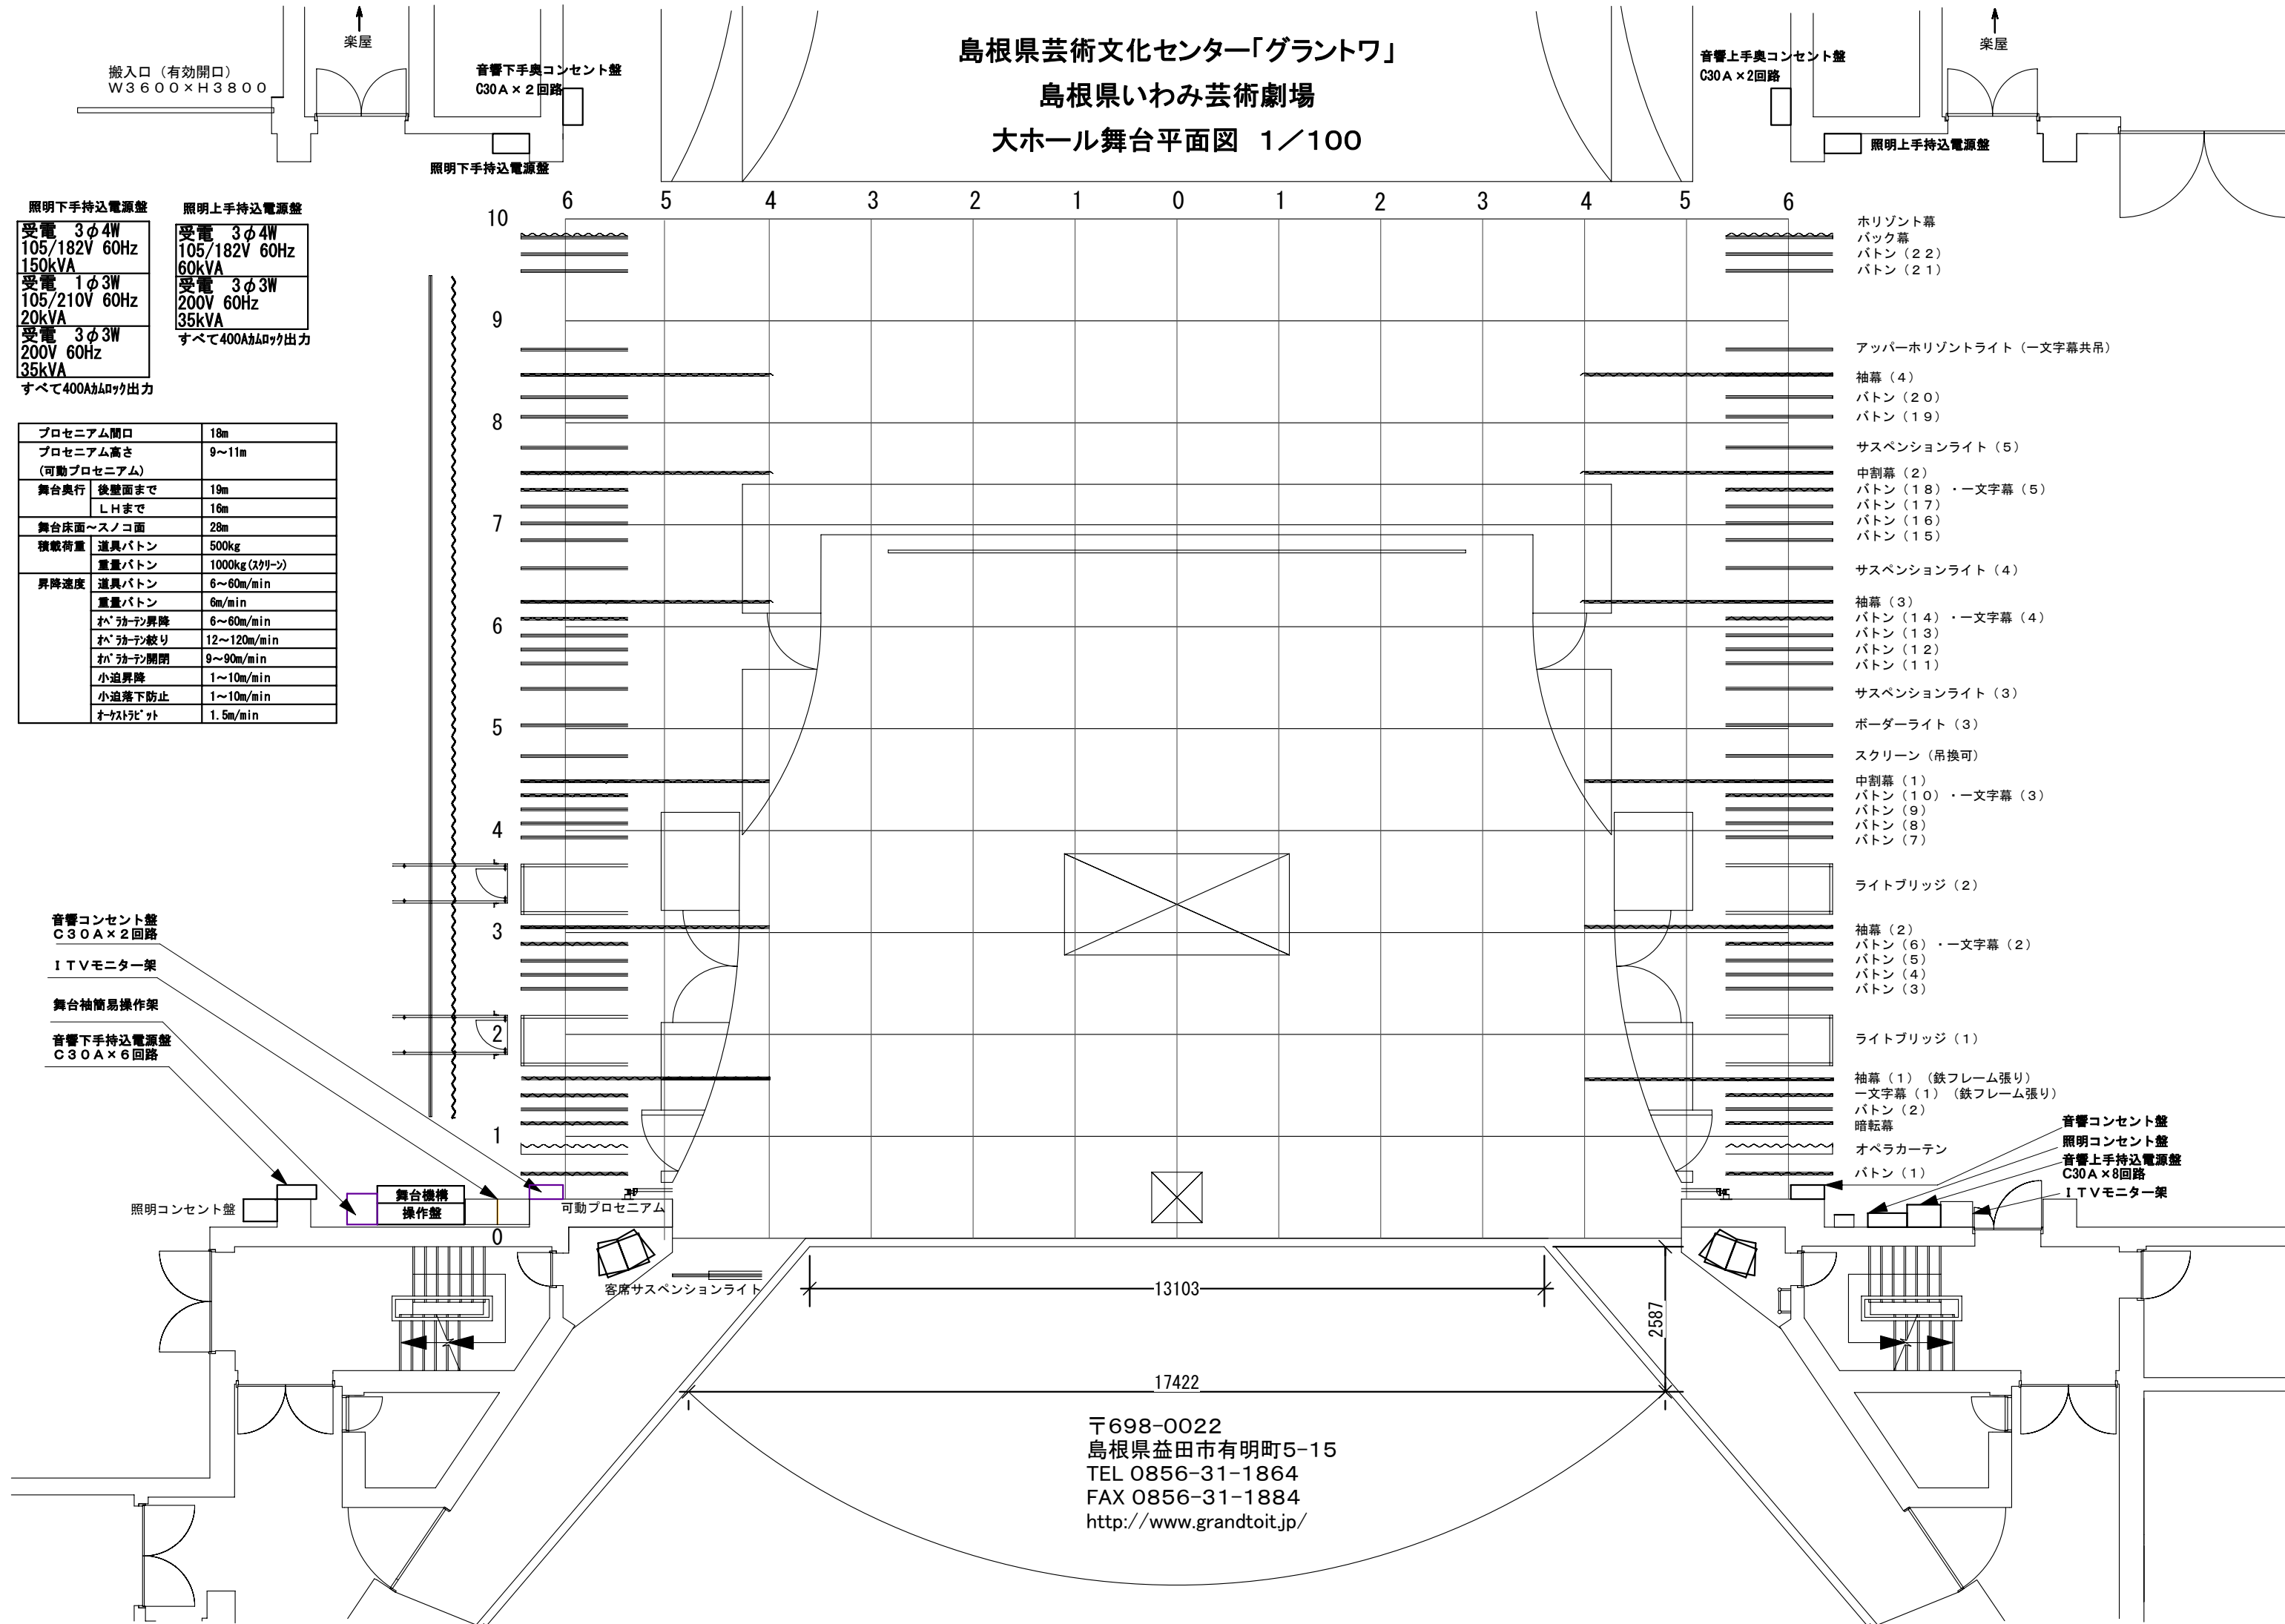 島根県芸術文化センター「グラントワ」
島根県いわみ芸術劇場
大ホール舞台平面図 1／100
楽屋
搬入口（有効開口）
Ｗ３６００×Ｈ３８００
音響下手奥コンセント盤
C30A×２回路
照明下手持込電源盤
音響上手奥コンセント盤
C30A×2回路
楽屋
照明上手持込電源盤
照明下手持込電源盤
受電 3φ4W
105/182V 60Hz
150kVA
受電 1φ3W
105/210V 60Hz
20kVA
受電 3φ3W
200V 60Hz
35kVA
すべて400Aｶﾑﾛｯｸ出力
照明上手持込電源盤
受電 3φ4W
105/182V 60Hz
60kVA
受電 3φ3W
200V 60Hz
35kVA
すべて400Aｶﾑﾛｯｸ出力
プロセニアム間口 18m
プロセニアム高さ 9～11m
(可動プロセニアム)
舞台奥行 後壁面まで 19m
ＬＨまで 16m
舞台床面～スノコ面 28m
積載荷重 道具バトン 500kg
重量バトン 1000kg(ｽｸﾘｰﾝ)
昇降速度 道具バトン 6～60m/min
重量バトン 6m/min
ｵﾍﾟﾗｶｰﾃﾝ昇降 6～60m/min
ｵﾍﾟﾗｶｰﾃﾝ絞り 12～120m/min
ｵﾍﾟﾗｶｰﾃﾝ開閉 9～90m/min
小迫昇降 1～10m/min
小迫落下防止 1～10m/min
ｵｰｹｽﾄﾗﾋﾟｯﾄ 1.5m/min
6 5 4 3 2 1 0 1 2 3 4 5 6
10
9
8
7
6
5
4
3
2
1
0
ホリゾント幕
バック幕
バトン（２２）
バトン（２１）
アッパーホリゾントライト（一文字幕共吊）
袖幕（４）
バトン（２０）
バトン（１９）
サスペンションライト（５）
中割幕（２）
バトン（１８）・一文字幕（５）
バトン（１７）
バトン（１６）
バトン（１５）
サスペンションライト（４）
袖幕（３）
バトン（１４）・一文字幕（４）
バトン（１３）
バトン（１２）
バトン（１１）
サスペンションライト（３）
ボーダーライト（３）
スクリーン（吊換可）
中割幕（１）
バトン（１０）・一文字幕（３）
バトン（９）
バトン（８）
バトン（７）
ライトブリッジ（２）
袖幕（２）
バトン（６）・一文字幕（２）
バトン（５）
バトン（４）
バトン（３）
ライトブリッジ（１）
袖幕（１）（鉄フレーム張り）
一文字幕（１）（鉄フレーム張り）
バトン（２）
暗転幕
オペラカーテン
バトン（１）
音響コンセント盤
Ｃ３０Ａ×２回路
ＩＴＶモニター架
舞台袖簡易操作架
音響下手持込電源盤
Ｃ３０Ａ×６回路
照明コンセント盤
舞台機構
操作盤
可動プロセニアム
客席サスペンションライト
音響コンセント盤
照明コンセント盤
音響上手持込電源盤
C30A×8回路
ＩＴＶモニター架
13103
2587
17422
〒698-0022
島根県益田市有明町5-15
TEL 0856-31-1864
FAX 0856-31-1884
http://www.grandtoit.jp/